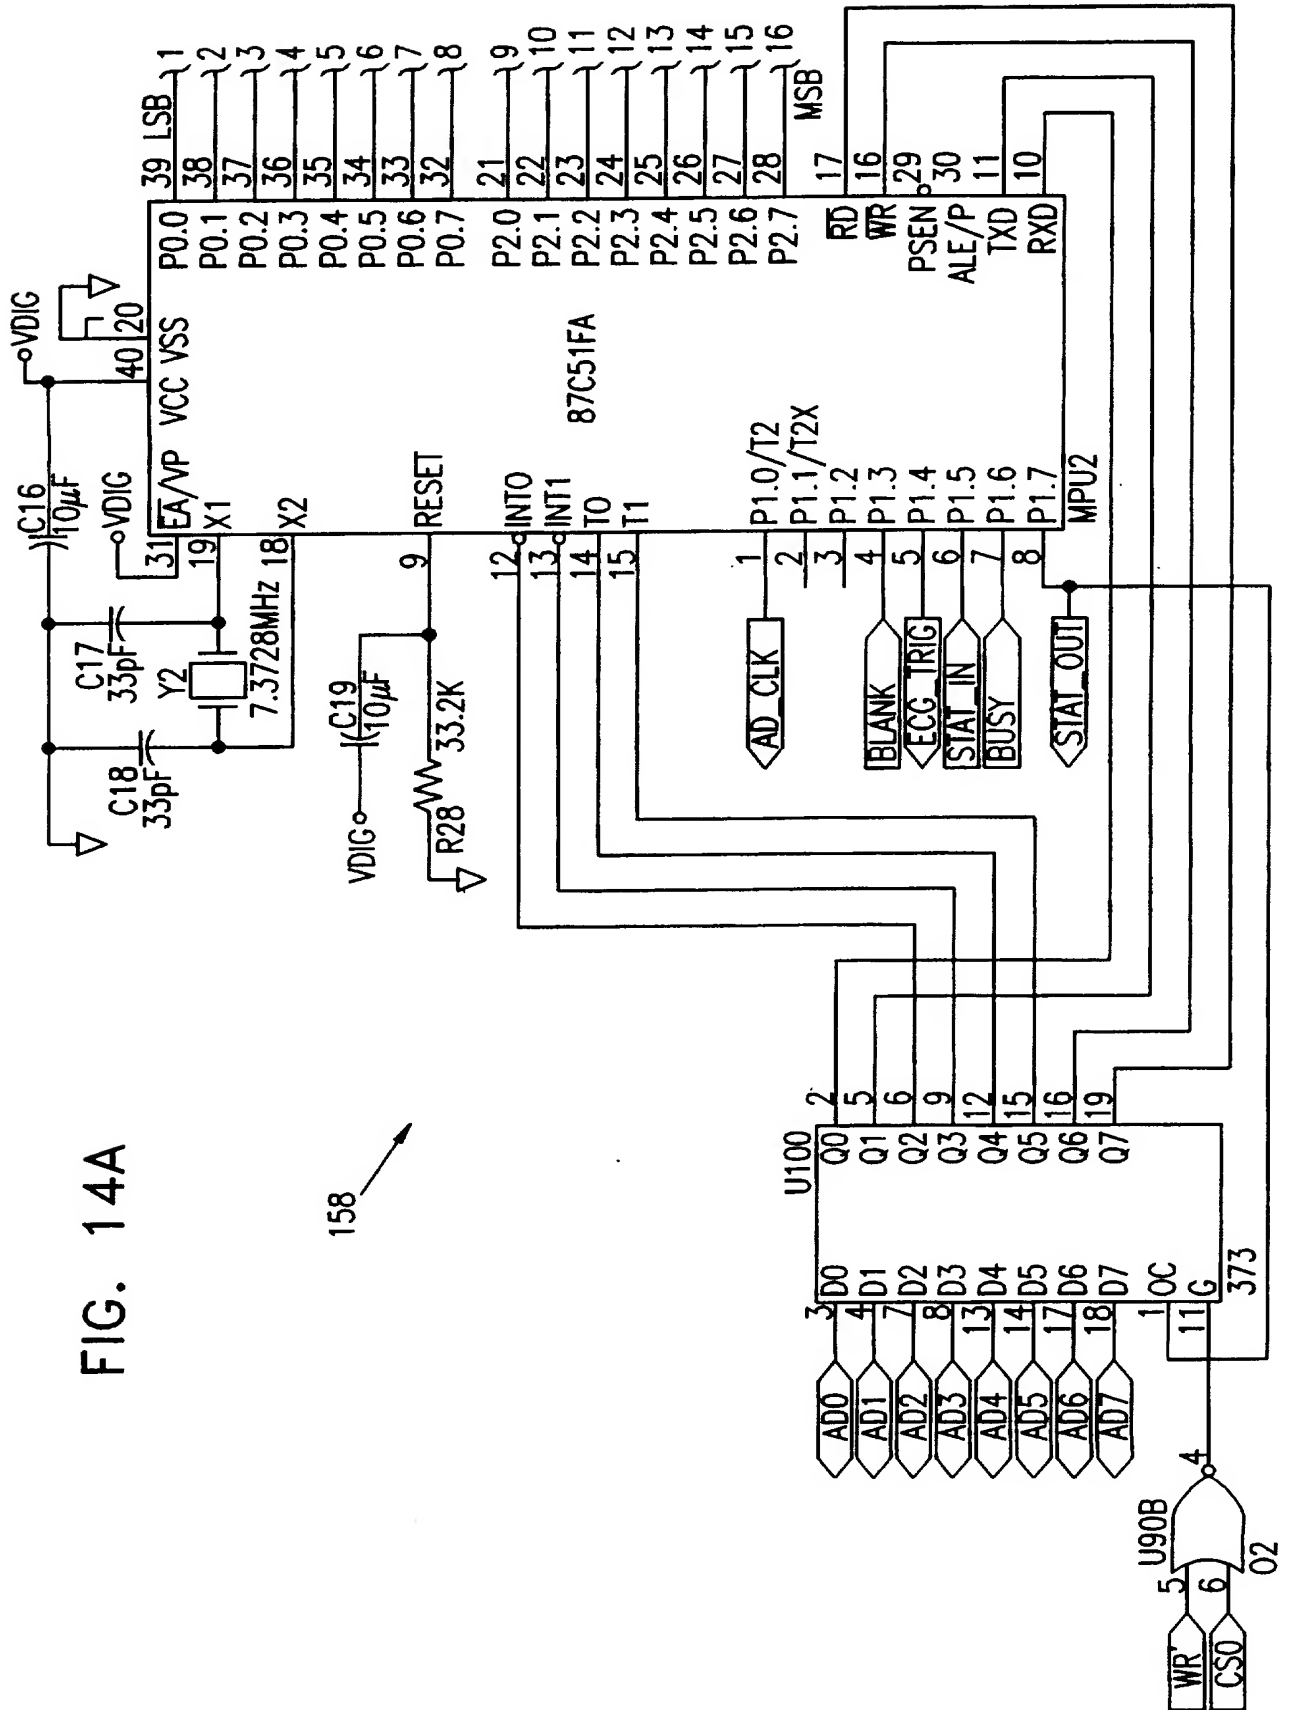 FIG. 14A
158
VDIG
C16
10µF
VDIG
C17
33pF
C18
33pF
Y2
7.3728MHz
C19
10µF
VDIG
33.2K
R28
40
20
VCC
VSS
31
EA/VP
19
X1
18
X2
9
RESET
12
INTO
13
INT1
14
TO
15
T1
87C51FA
1
P1.0/T2
2
P1.1/T2X
3
P1.2
4
P1.3
5
P1.4
6
P1.5
7
P1.6
8
P1.7
MPU2
AD_CLK
BLANK
ECG_TRIG
STAT_IN
BUSY
STAT_OUT
P0.0 39 LSB 1
P0.1 38 2
P0.2 37 3
P0.3 36 4
P0.4 35 5
P0.5 34 6
P0.6 33 7
P0.7 32 8
P2.0 21 9
P2.1 22 10
P2.2 23 11
P2.3 24 12
P2.4 25 13
P2.5 26 14
P2.6 27 15
P2.7 28 16
MSB
RD 17
WR 16
PSEN 29
ALE/P 30
TXD 11
RXD 10
U100
AD0 3 D0
AD1 4 D1
AD2 7 D2
AD3 8 D3
AD4 13 D4
AD5 14 D5
AD6 17 D6
AD7 18 D7
1 OC
11 G
Q0 2
Q1 5
Q2 6
Q3 9
Q4 12
Q5 15
Q6 16
Q7 19
373
WR'
CS0
5
6
U90B
4
02